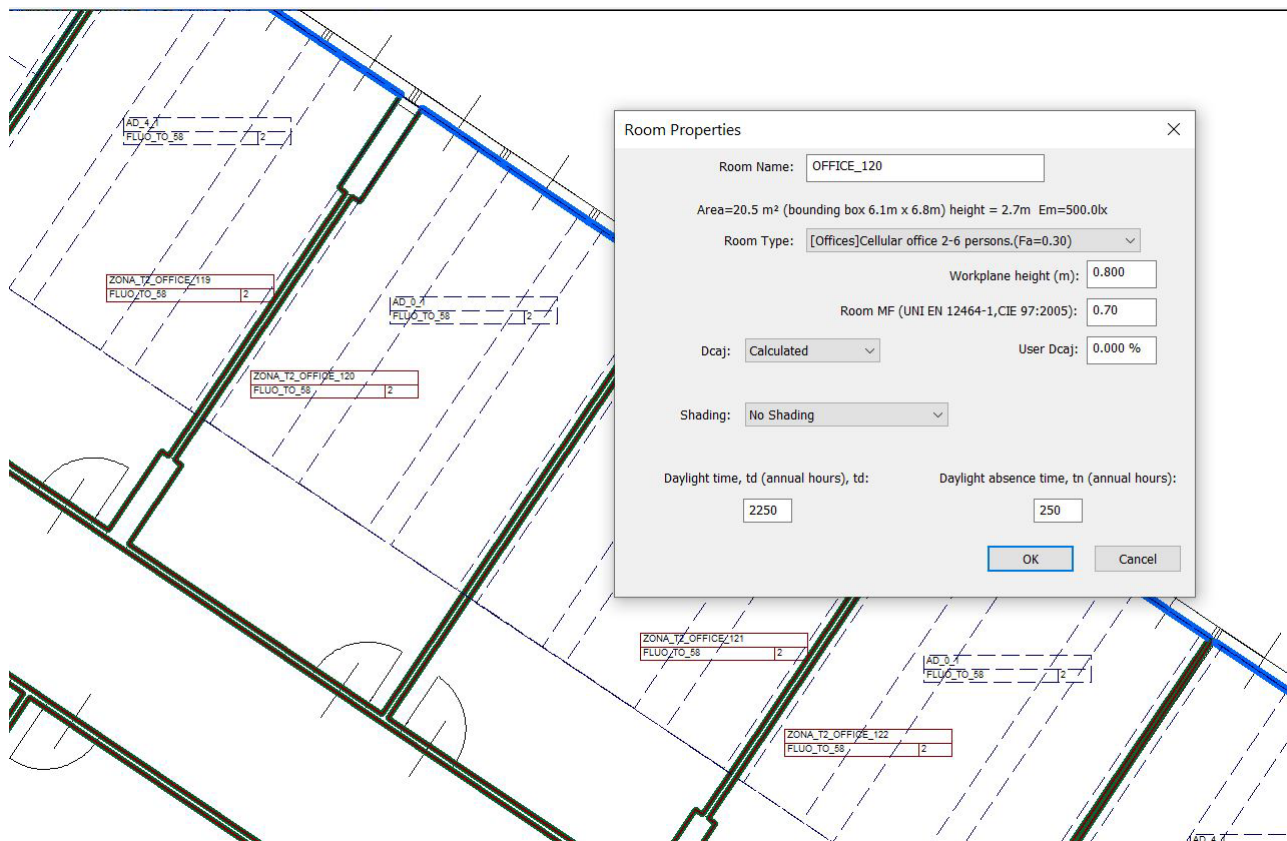 AD_4_1
FLUO_TO_58 2
ZONA_T2_OFFICE_119
FLUO_TO_58 2
AD_0_1
FLUO_TO_58 2
ZONA_T2_OFFICE_120
FLUO_TO_58 2
Room Properties
Room Name: OFFICE_120
Area=20.5 m² (bounding box 6.1m x 6.8m) height = 2.7m Em=500.0lx
Room Type: [Offices]Cellular office 2-6 persons.(Fa=0.30)
Workplane height (m): 0.800
Room MF (UNI EN 12464-1,CIE 97:2005): 0.70
Dcaj: Calculated User Dcaj: 0.000 %
Shading: No Shading
Daylight time, td (annual hours), td: Daylight absence time, tn (annual hours):
2250 250
OK Cancel
ZONA_T2_OFFICE_121
FLUO_TO_58 2
AD_0_1
FLUO_TO_58 2
ZONA_T2_OFFICE_122
FLUO_TO_58 2